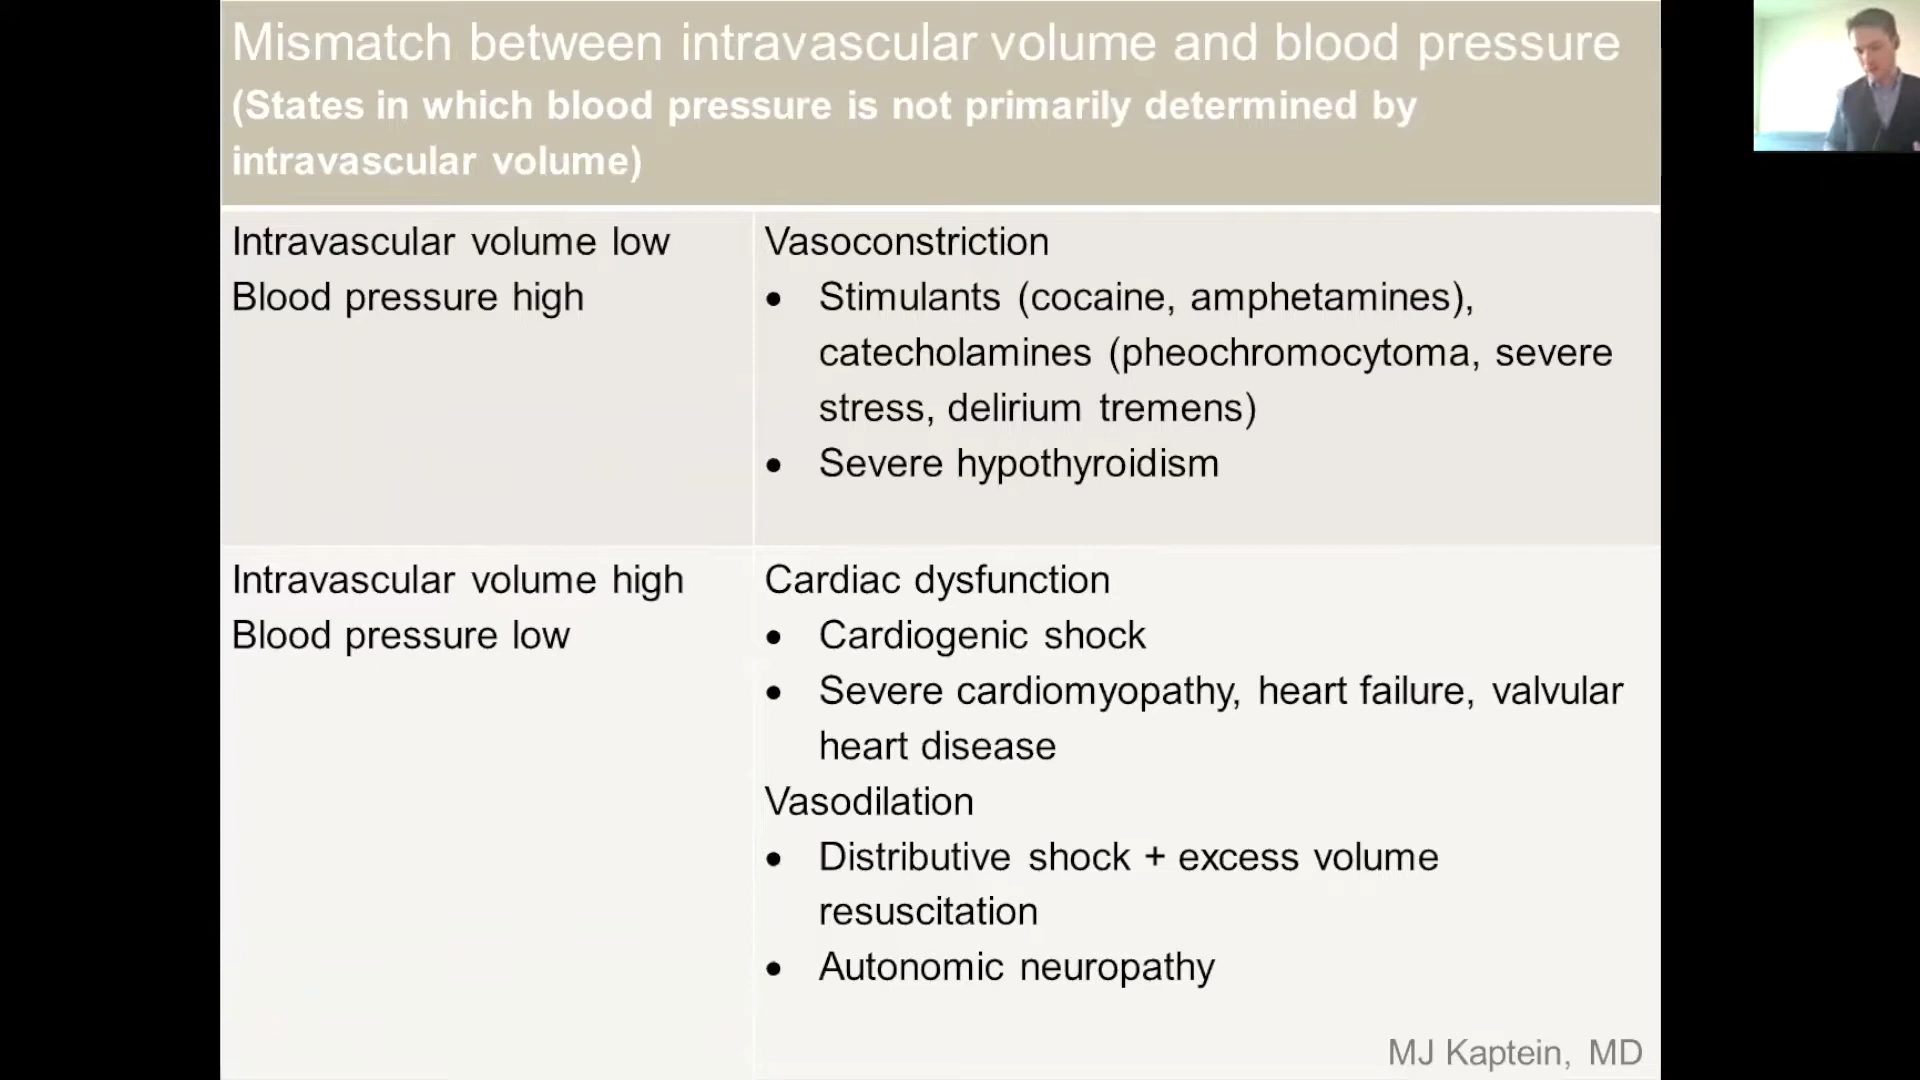 Mismatch between intravascular volume and blood pressure
(States in which blood pressure is not primarily determined by
intravascular volume)
Intravascular volume low
Blood pressure high
Vasoconstriction
• Stimulants (cocaine, amphetamines),
catecholamines (pheochromocytoma, severe
stress, delirium tremens)
• Severe hypothyroidism
Intravascular volume high
Blood pressure low
Cardiac dysfunction
• Cardiogenic shock
• Severe cardiomyopathy, heart failure, valvular
heart disease
Vasodilation
• Distributive shock + excess volume
resuscitation
• Autonomic neuropathy
MJ Kaptein, MD